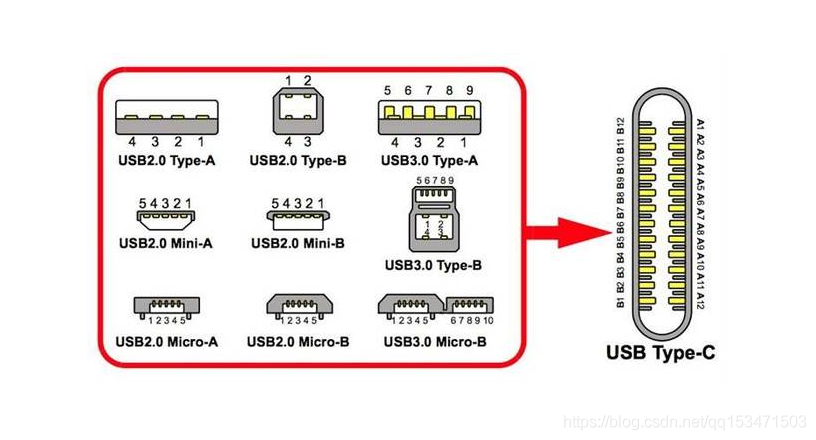 1 2
4 3 2 1
4 3
USB2.0 Type-A
USB2.0 Type-B
5 6 7 8 9
4 3 2 1
USB3.0 Type-A
5 4 3 2 1
USB2.0 Mini-A
5 4 3 2 1
USB2.0 Mini-B
5 6 7 8 9
1 2
4 3
USB3.0 Type-B
1 2 3 4 5
USB2.0 Micro-A
1 2 3 4 5
USB2.0 Micro-B
1 2 3 4 5 6 7 8 9 10
USB3.0 Micro-B
B1 B2 B3 B4 B5 B6 B7 B8 B9 B10 B11 B12
A1 A2 A3 A4 A5 A6 A7 A8 A9 A10 A11 A12
USB Type-C
https://blog.csdn.net/qq153471503